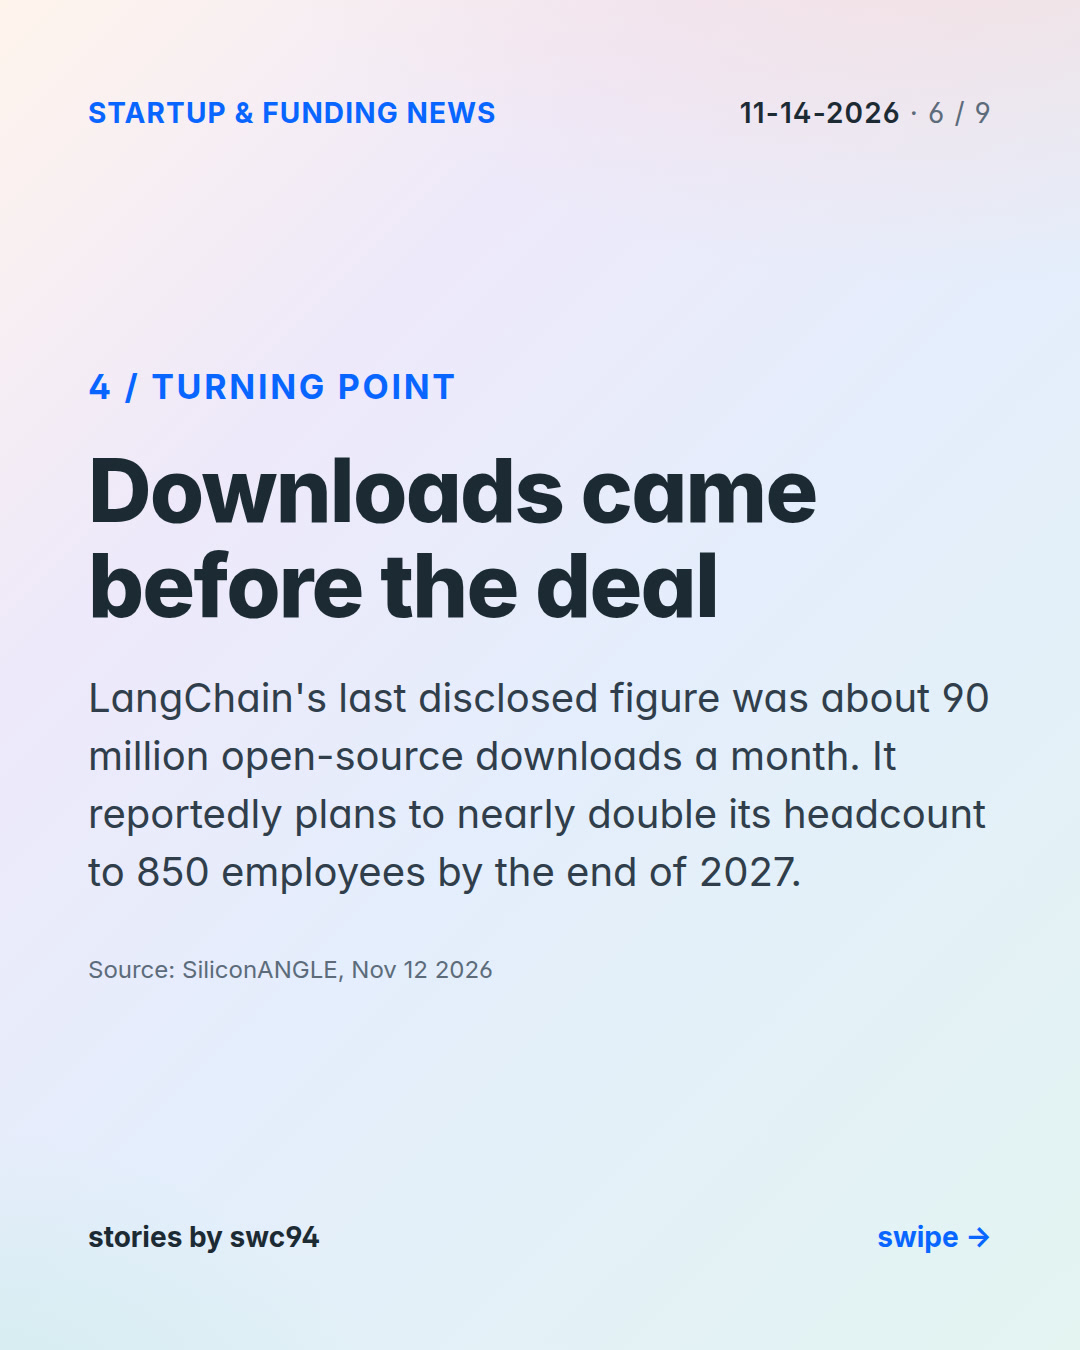 STARTUP & FUNDING NEWS
11-14-2026 · 6 / 9
4 / TURNING POINT
Downloads came
before the deal
LangChain's last disclosed figure was about 90
million open-source downloads a month. It
reportedly plans to nearly double its headcount
to 850 employees by the end of 2027.
Source: SiliconANGLE, Nov 12 2026
stories by swc94
swipe →